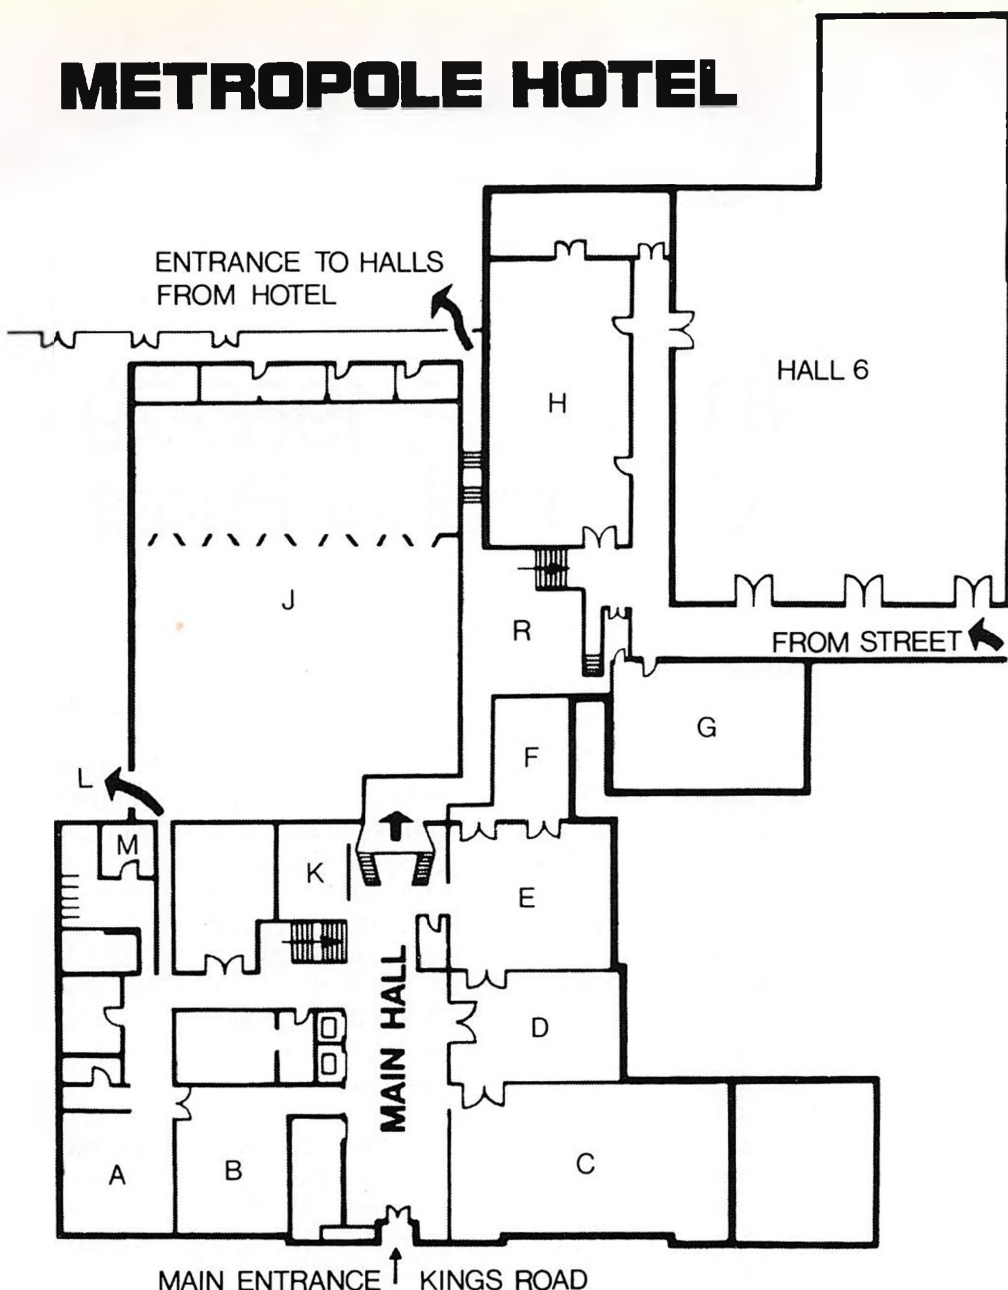 METROPOLE HOTEL
ENTRANCE TO HALLS
FROM HOTEL
HALL 6
H
J
R
FROM STREET
G
F
L
M
K
E
MAIN HALL
D
C
A
B
MAIN ENTRANCE KINGS ROAD